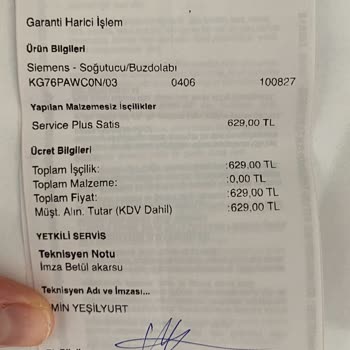 Garanti Harici İşlem
Ürün Bilgileri
Siemens - Soğutucu/Buzdolabı
KG76PAWC0N/03 0406 100827
Yapılan Malzemesiz İşçilikler
Service Plus Satis 629,00 TL
Ücret Bilgileri
Toplam İşçilik: :629,00 TL
Toplam Malzeme: :0,00 TL
Toplam Fiyat: :629,00 TL
Müşt. Alın. Tutar (KDV Dahil) :629,00 TL
YETKİLİ SERVİS
Teknisyen Notu
İmza Betül akarsu
Teknisyen Adı ve İmzası...
MİN YEŞİLYURT